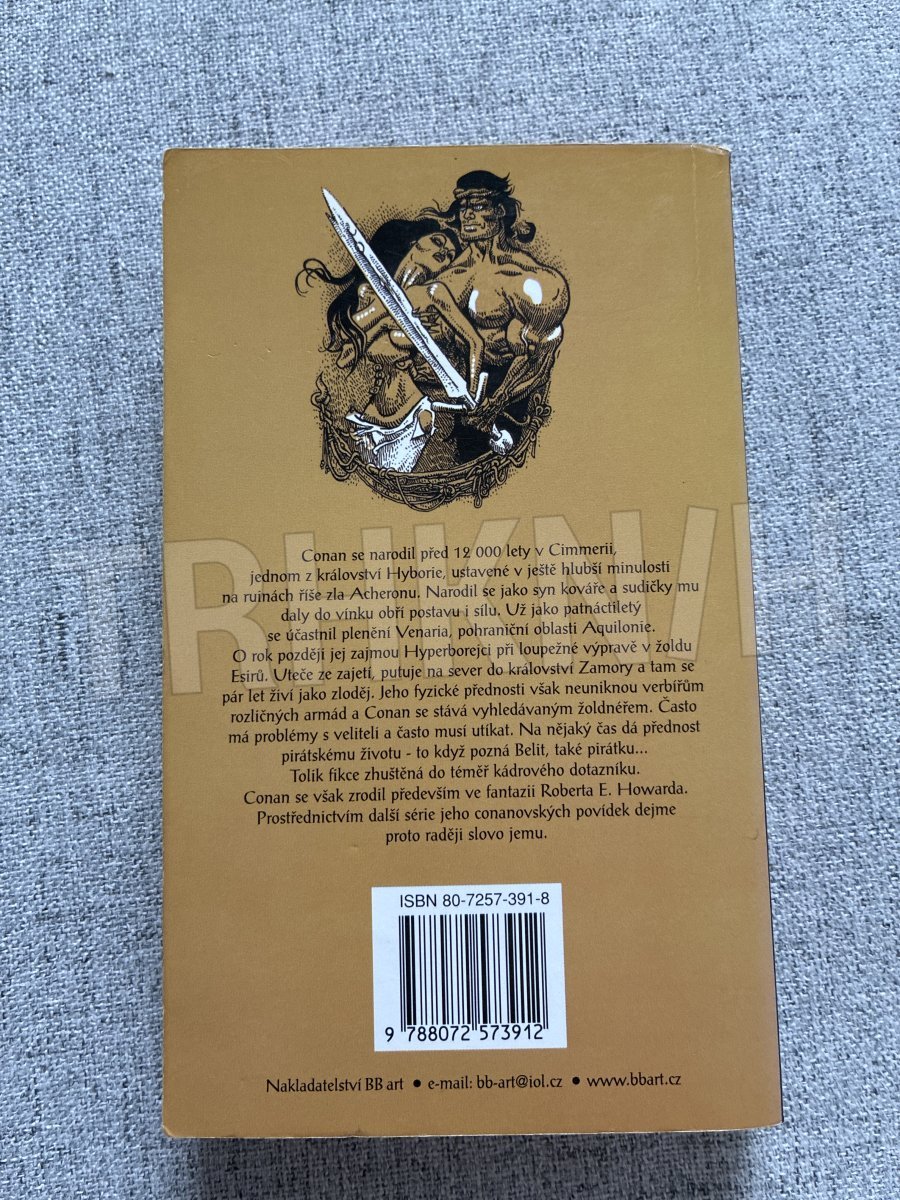 Conan se narodil před 12 000 lety v Cimmerii,
jednom z království Hyborie, ustavené v ještě hlubší minulosti
na ruinách říše zla Acheronu. Narodil se jako syn kováře a sudičky mu
daly do vínku obří postavu i sílu. Už jako patnáctiletý
se účastnil plenění Venaria, pohraniční oblasti Aquilonie.
O rok později jej zajmou Hyperborejci při loupežné výpravě v žoldu
Esirů. Uteče ze zajetí, putuje na sever do království Zamory a tam se
pár let živí jako zloděj. Jeho fyzické přednosti však neuniknou verbířům
rozličných armád a Conan se stává vyhledávaným žoldnéřem. Často
má problémy s veliteli a často musí utíkat. Na nějaký čas dá přednost
pirátskému životu - to když pozná Belit, také pirátku...
Tolik fikce zhuštěná do téměř kádrového dotazníku.
Conan se však zrodil především ve fantazii Roberta E. Howarda.
Prostřednictvím další série jeho conanovských povídek dejme
proto raději slovo jemu.
ISBN 80-7257-391-8
9 788072 573912
Nakladatelství BB art • e-mail: bb-art@iol.cz • www.bbart.cz